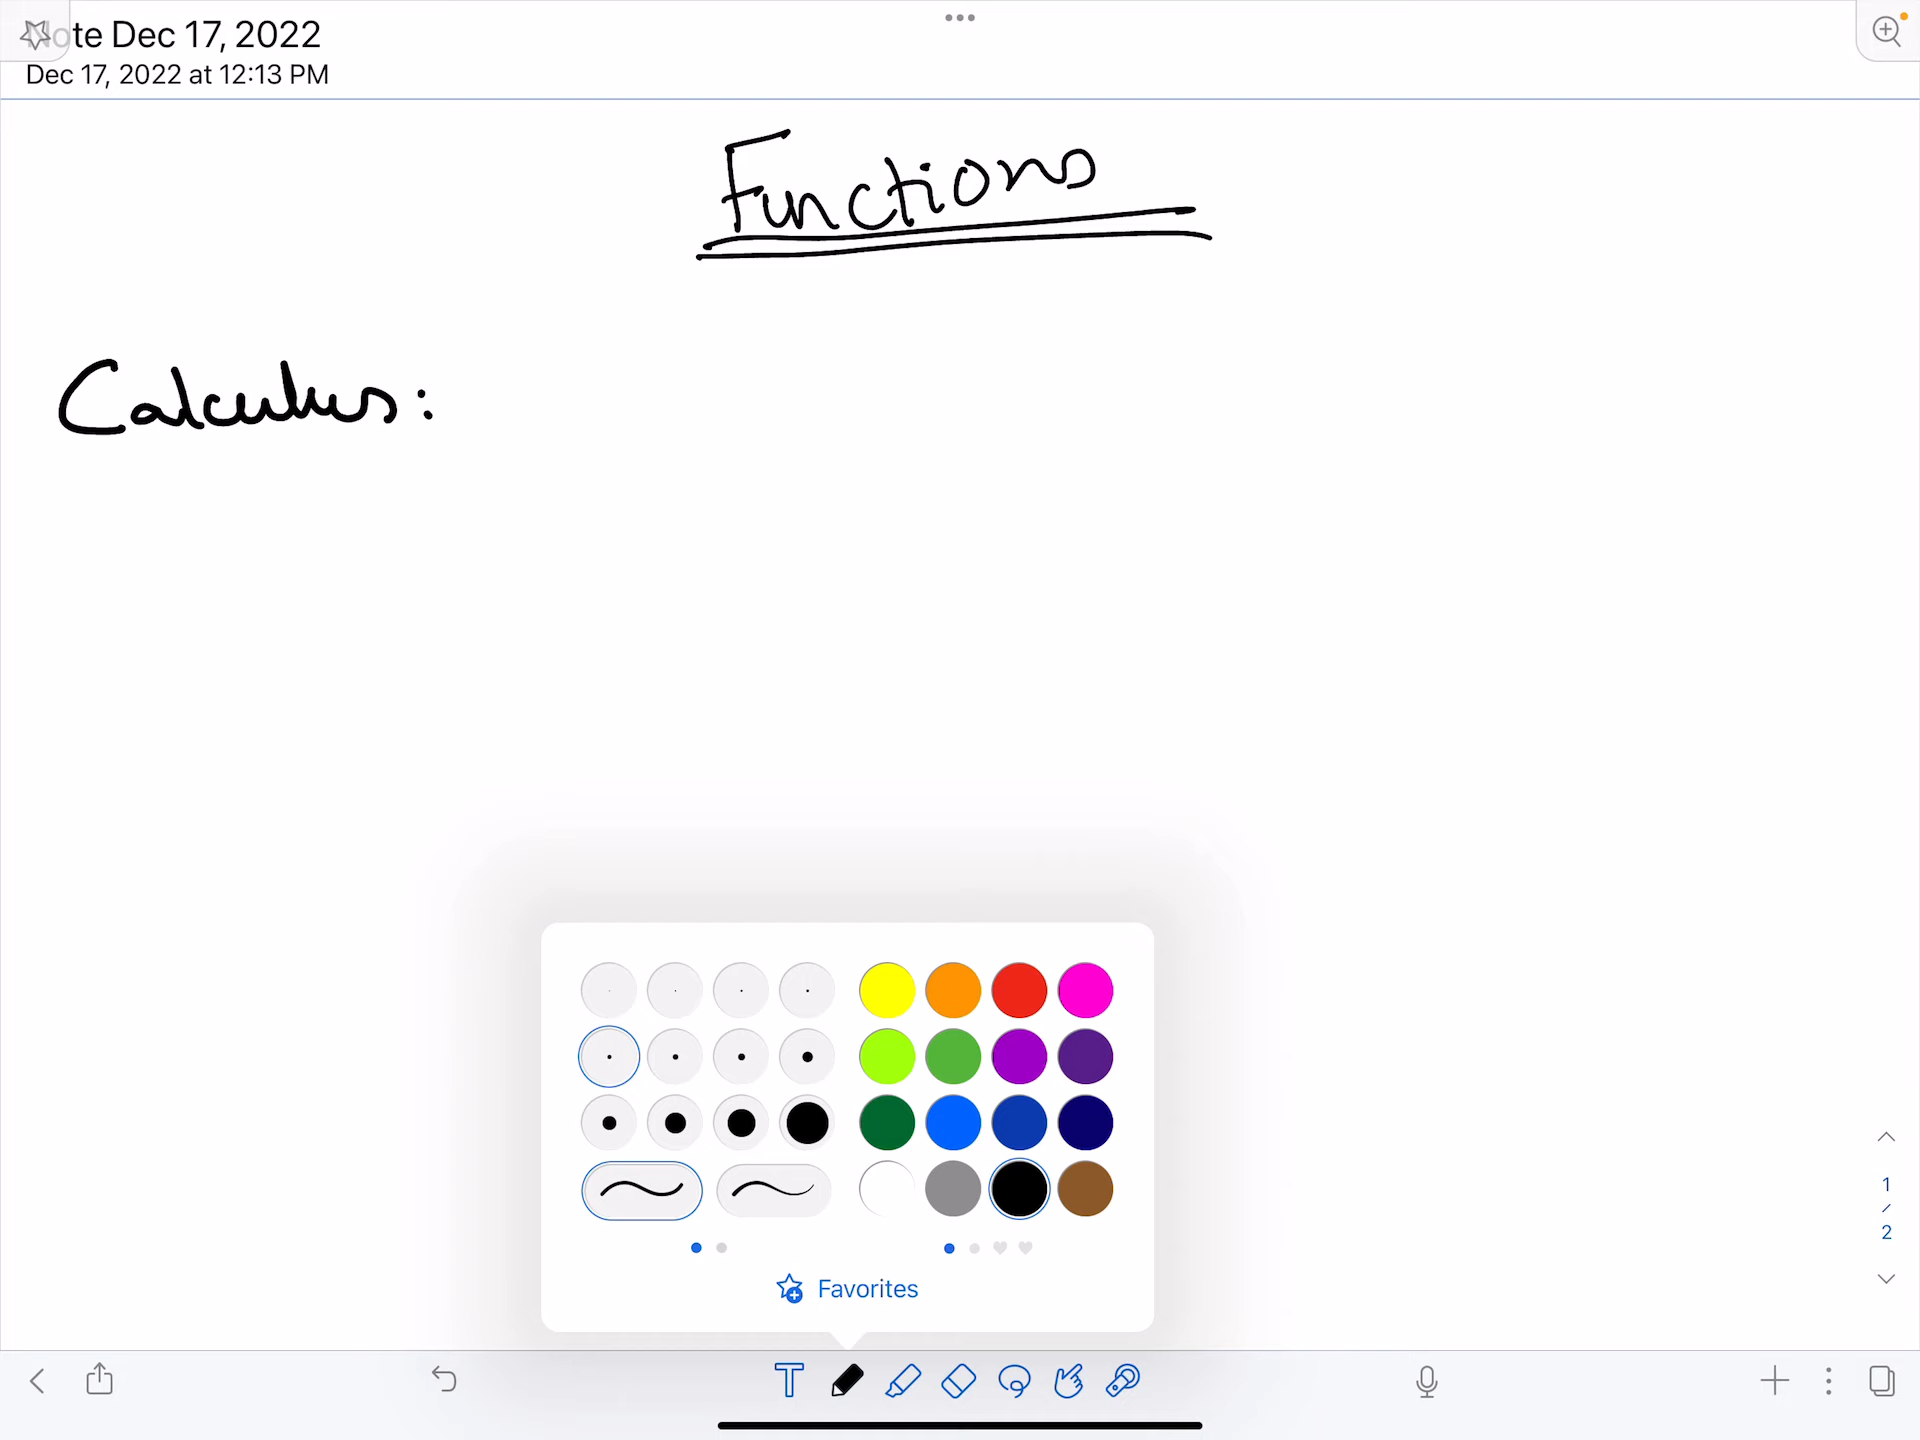 Note Dec 17, 2022
Dec 17, 2022 at 12:13 PM
Functions
Calculus:
Favorites
1
/
2